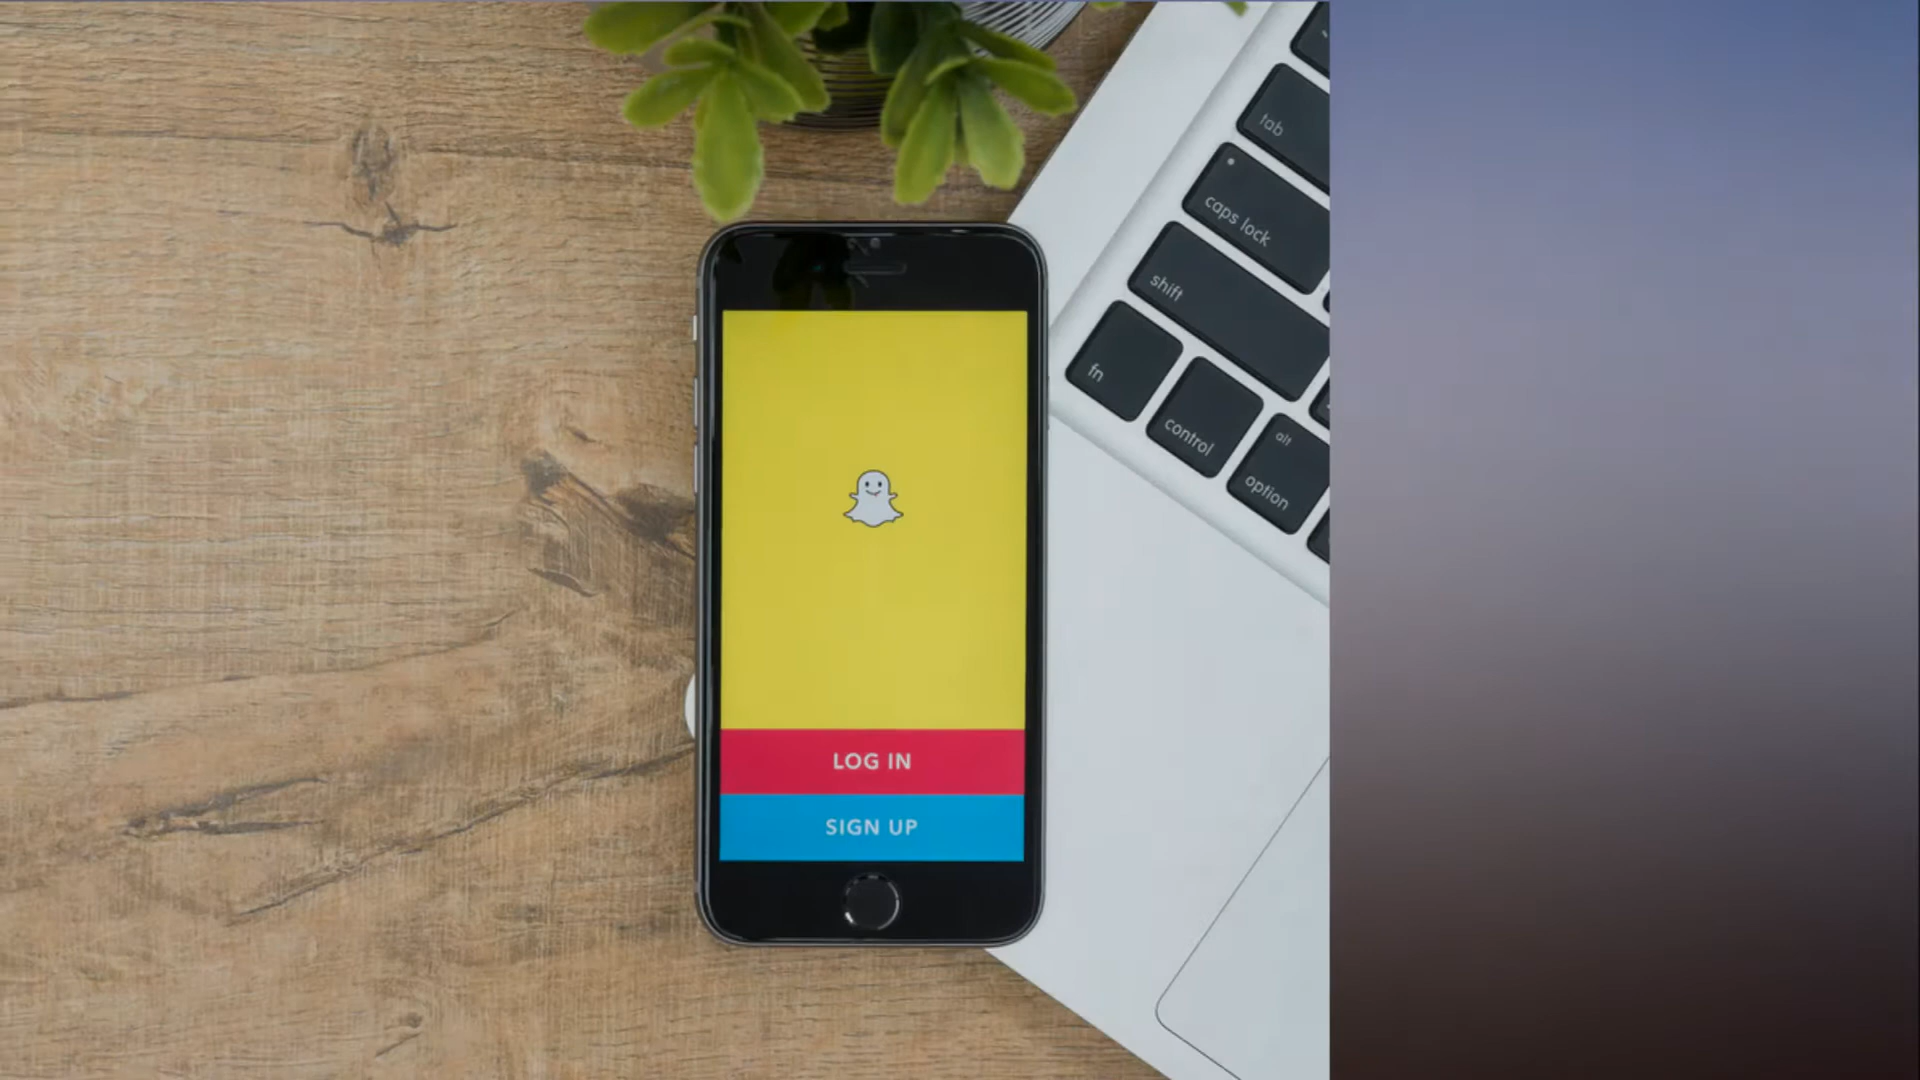 tab
caps lock
shift
fn
control
alt
option
LOG IN
SIGN UP